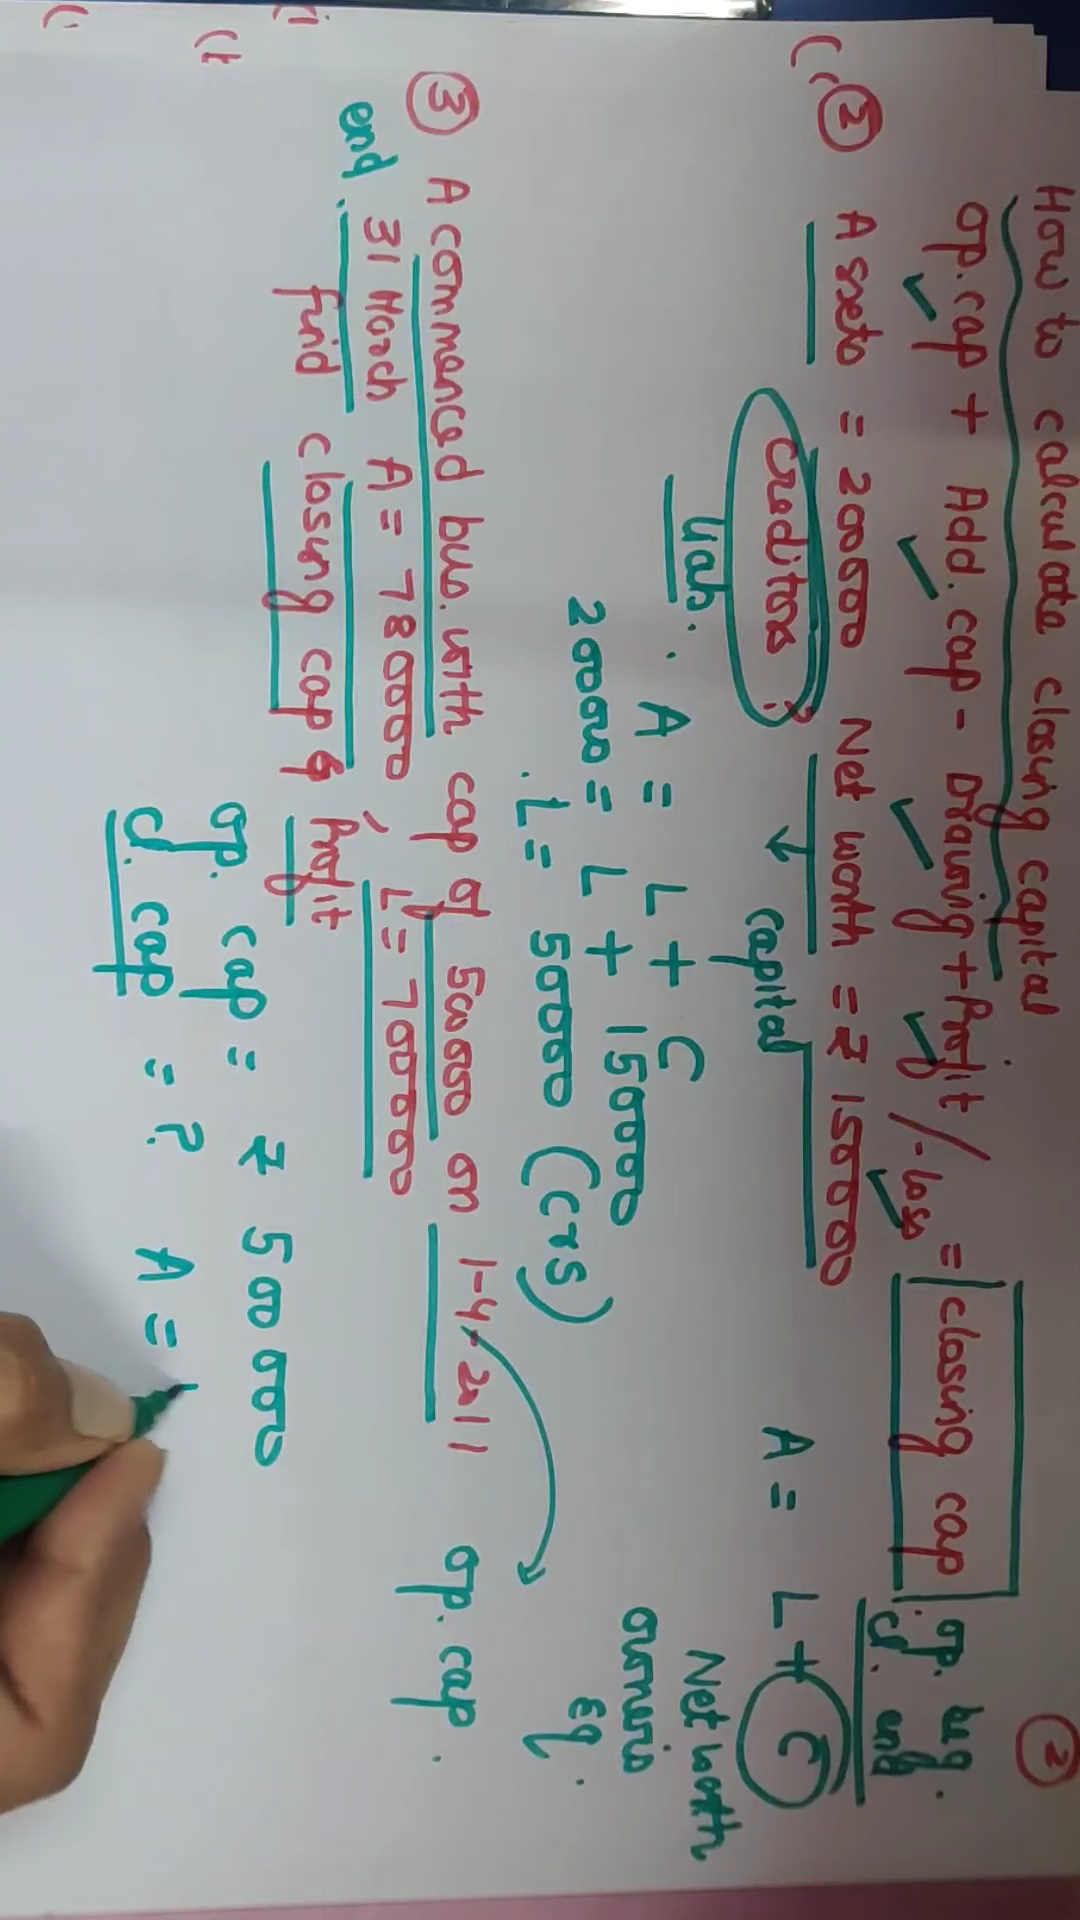 How to calculate closing capital
②
op. cap + Add. cap - Drawing + Profit / - loss = closing cap
op. beg.
cl. end
② Assets = 200000 Net worth = ₹ 150000
creditors ? ↓ capital A = L + C
Liab. A = L + C Net worth
200000 = L + 150000 owner's
L = 50000 (crs) Eq.
③ A commenced bus. with cap of 500000 on 1-4-2011 op. cap.
end. 31 March A = 780000, L = 700000
find closing cap & Profit
op. cap = ₹ 500000
cl. cap = ? A =